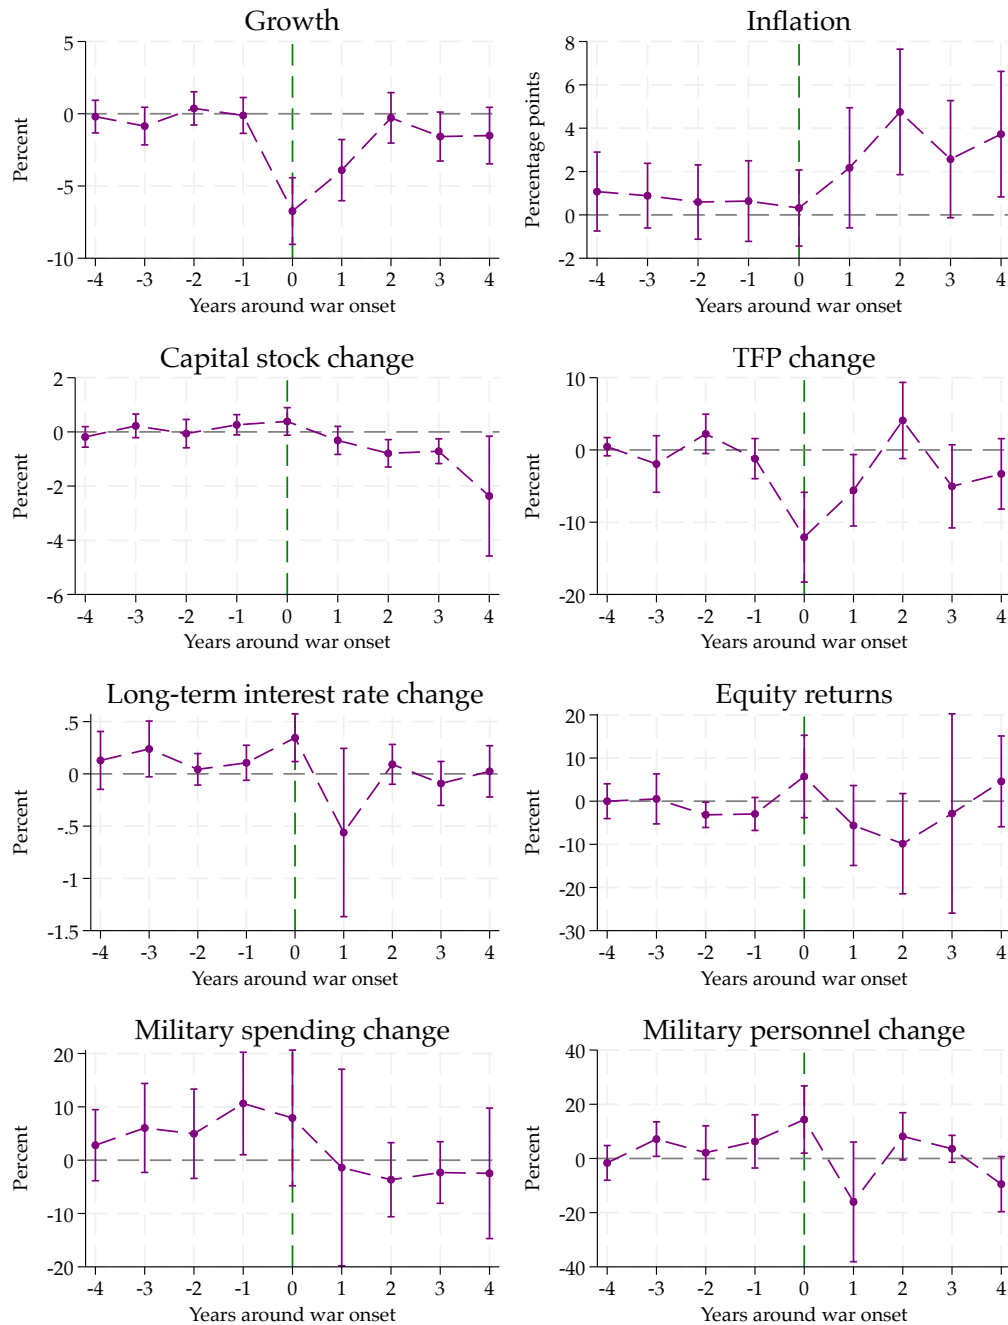 Growth
5
0
-5
-10
Percent
-4 -3 -2 -1 0 1 2 3 4
Years around war onset
Inflation
8
6
4
2
0
-2
Percentage points
-4 -3 -2 -1 0 1 2 3 4
Years around war onset
Capital stock change
2
0
-2
-4
-6
Percent
-4 -3 -2 -1 0 1 2 3 4
Years around war onset
TFP change
10
0
-10
-20
Percent
-4 -3 -2 -1 0 1 2 3 4
Years around war onset
Long-term interest rate change
.5
0
-.5
-1
-1.5
Percent
-4 -3 -2 -1 0 1 2 3 4
Years around war onset
Equity returns
20
10
0
-10
-20
-30
Percent
-4 -3 -2 -1 0 1 2 3 4
Years around war onset
Military spending change
20
10
0
-10
-20
Percent
-4 -3 -2 -1 0 1 2 3 4
Years around war onset
Military personnel change
40
20
0
-20
-40
Percent
-4 -3 -2 -1 0 1 2 3 4
Years around war onset